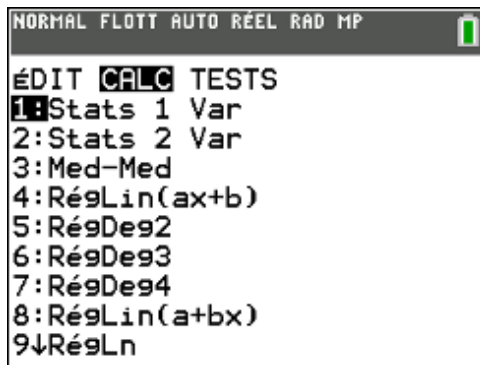 NORMAL FLOTT AUTO RÉEL RAD MP
ÉDIT CALC TESTS
1:Stats 1 Var
2:Stats 2 Var
3:Med-Med
4:RégLin(ax+b)
5:RégDeg2
6:RégDeg3
7:RégDeg4
8:RégLin(a+bx)
9↓RégLn